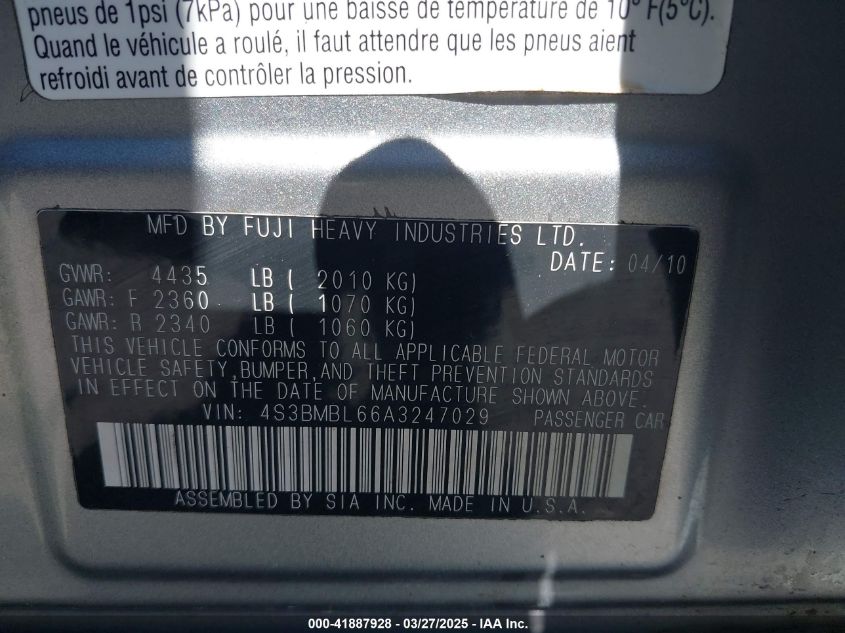 pneus de 1psi (7kPa) pour une baisse de température de 10° F(5°C).
Quand le véhicule a roulé, il faut attendre que les pneus aient
refroidi avant de contrôler la pression.
MF'D BY FUJI HEAVY INDUSTRIES LTD.
DATE: 04/10
GVWR: 4435 LB ( 2010 KG)
GAWR: F 2360 LB ( 1070 KG)
GAWR: R 2340 LB ( 1060 KG)
THIS VEHICLE CONFORMS TO ALL APPLICABLE FEDERAL MOTOR
VEHICLE SAFETY, BUMPER, AND THEFT PREVENTION STANDARDS
IN EFFECT ON THE DATE OF MANUFACTURE SHOWN ABOVE.
VIN: 4S3BMBL66A3247029 PASSENGER CAR
ASSEMBLED BY SIA INC. MADE IN U.S.A.
000-41887928 - 03/27/2025 - IAA Inc.